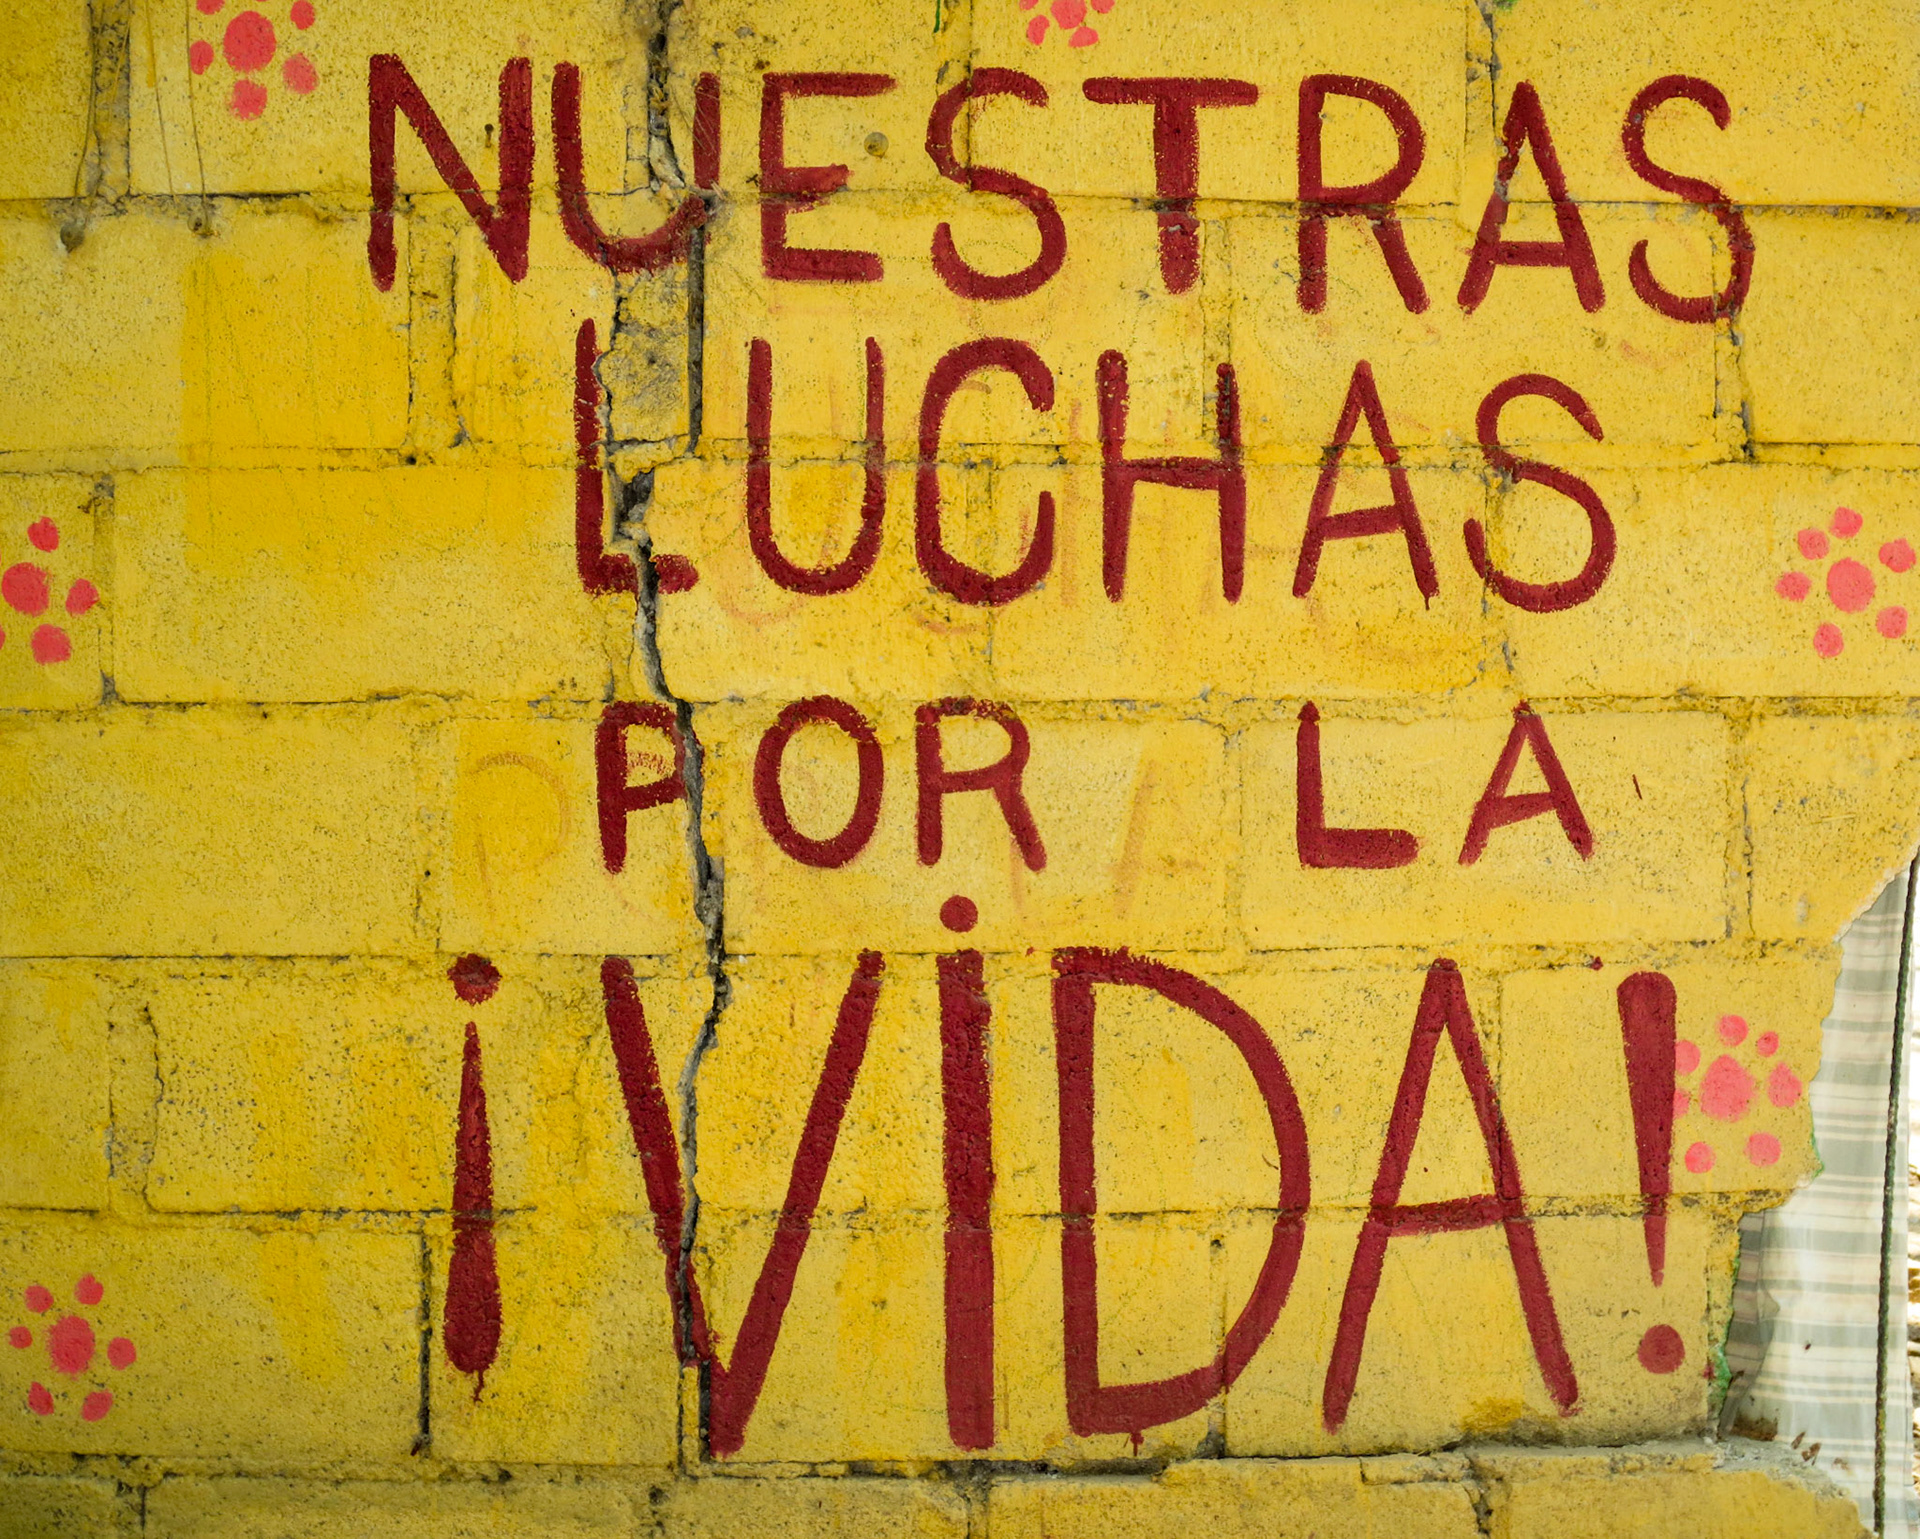 NUESTRAS
LUCHAS
POR LA
¡ViDA!